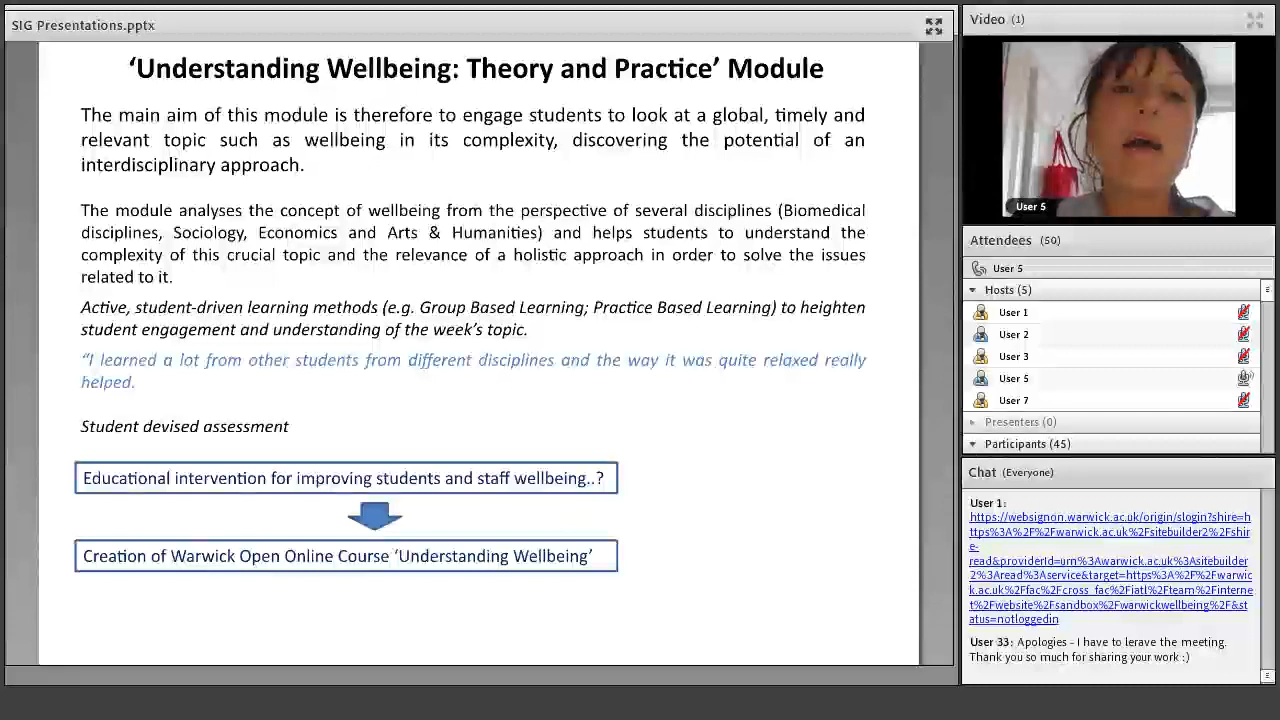 SIG Presentations.pptx
‘Understanding Wellbeing: Theory and Practice’ Module
The main aim of this module is therefore to engage students to look at a global, timely and
relevant topic such as wellbeing in its complexity, discovering the potential of an
interdisciplinary approach.
The module analyses the concept of wellbeing from the perspective of several disciplines (Biomedical
disciplines, Sociology, Economics and Arts & Humanities) and helps students to understand the
complexity of this crucial topic and the relevance of a holistic approach in order to solve the issues
related to it.
Active, student-driven learning methods (e.g. Group Based Learning; Practice Based Learning) to heighten
student engagement and understanding of the week’s topic.
“I learned a lot from other students from different disciplines and the way it was quite relaxed really
helped.
Student devised assessment
Educational intervention for improving students and staff wellbeing..?
Creation of Warwick Open Online Course ‘Understanding Wellbeing’
Video (1)
User 5
Attendees (50)
User 5
Hosts (5)
User 1
User 2
User 3
User 5
User 7
Presenters (0)
Participants (45)
Chat (Everyone)
User 1:
https://websignon.warwick.ac.uk/origin/slogin?shire=h
ttps%3A%2F%2Fwarwick.ac.uk%2Fsitebuilder2%2Fshir
e-
read&providerId=urn%3Awarwick.ac.uk%3Asitebuilder
2%3Aread%3Aservice&target=https%3A%2F%2Fwarwic
k.ac.uk%2Ffac%2Fcross_fac%2Fiatl%2Fteam%2Finterne
t%2Fwebsite%2Fsandbox%2Fwarwickwellbeing%2F&st
atus=notloggedin
User 33: Apologies - I have to lerave the meeting.
Thank you so much for sharing your work :)